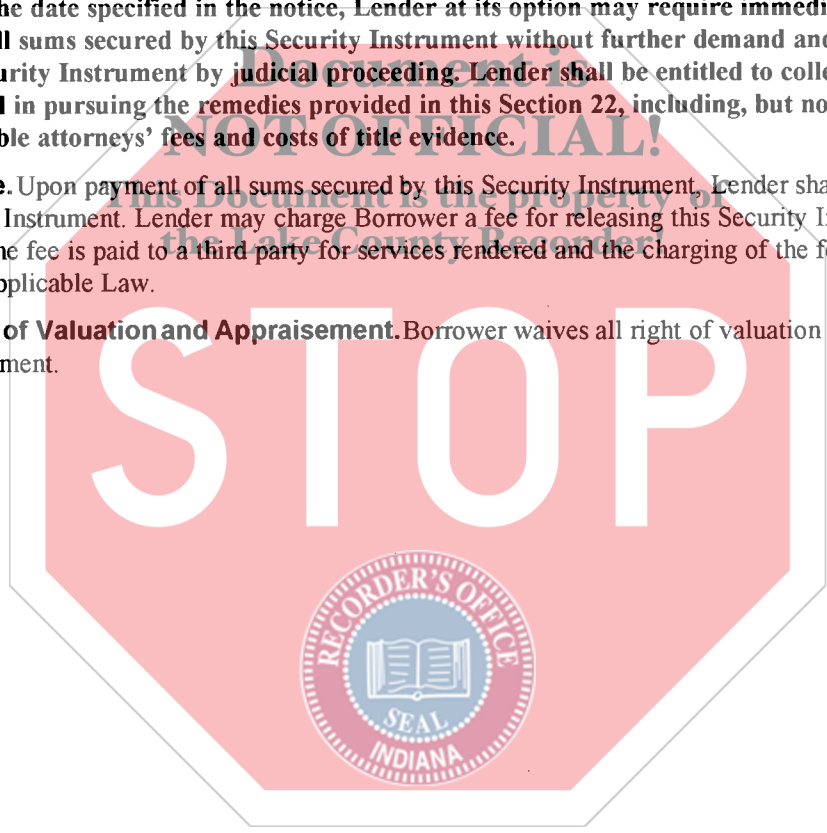 he date specified in the notice, Lender at its option may require immedi
ll sums secured by this Security Instrument without further demand and
urity Instrument by judicial proceeding. Lender shall be entitled to colle
l in pursuing the remedies provided in this Section 22, including, but no
ble attorneys' fees and costs of title evidence.
e. Upon payment of all sums secured by this Security Instrument, Lender sha
Instrument. Lender may charge Borrower a fee for releasing this Security I
he fee is paid to a third party for services rendered and the charging of the f
pplicable Law.
of Valuation and Appraisement. Borrower waives all right of valuation
ment.
Document is
NOT OFFICIAL!
This Document is the property of
the Lake County Recorder!
STOP
RECORDER'S OFFICE
SEAL
INDIANA